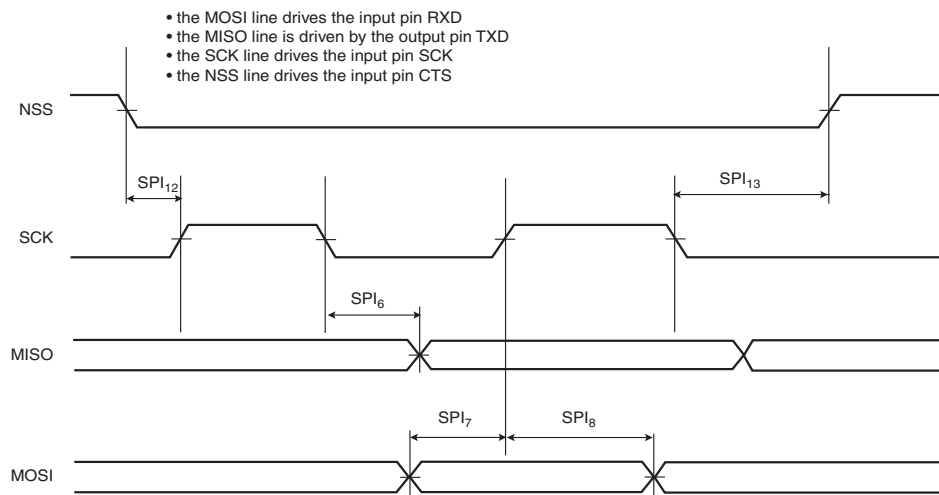 • the MOSI line drives the input pin RXD
• the MISO line is driven by the output pin TXD
• the SCK line drives the input pin SCK
• the NSS line drives the input pin CTS
NSS
SPI₁₂
SPI₁₃
SCK
SPI₆
MISO
SPI₇
SPI₈
MOSI